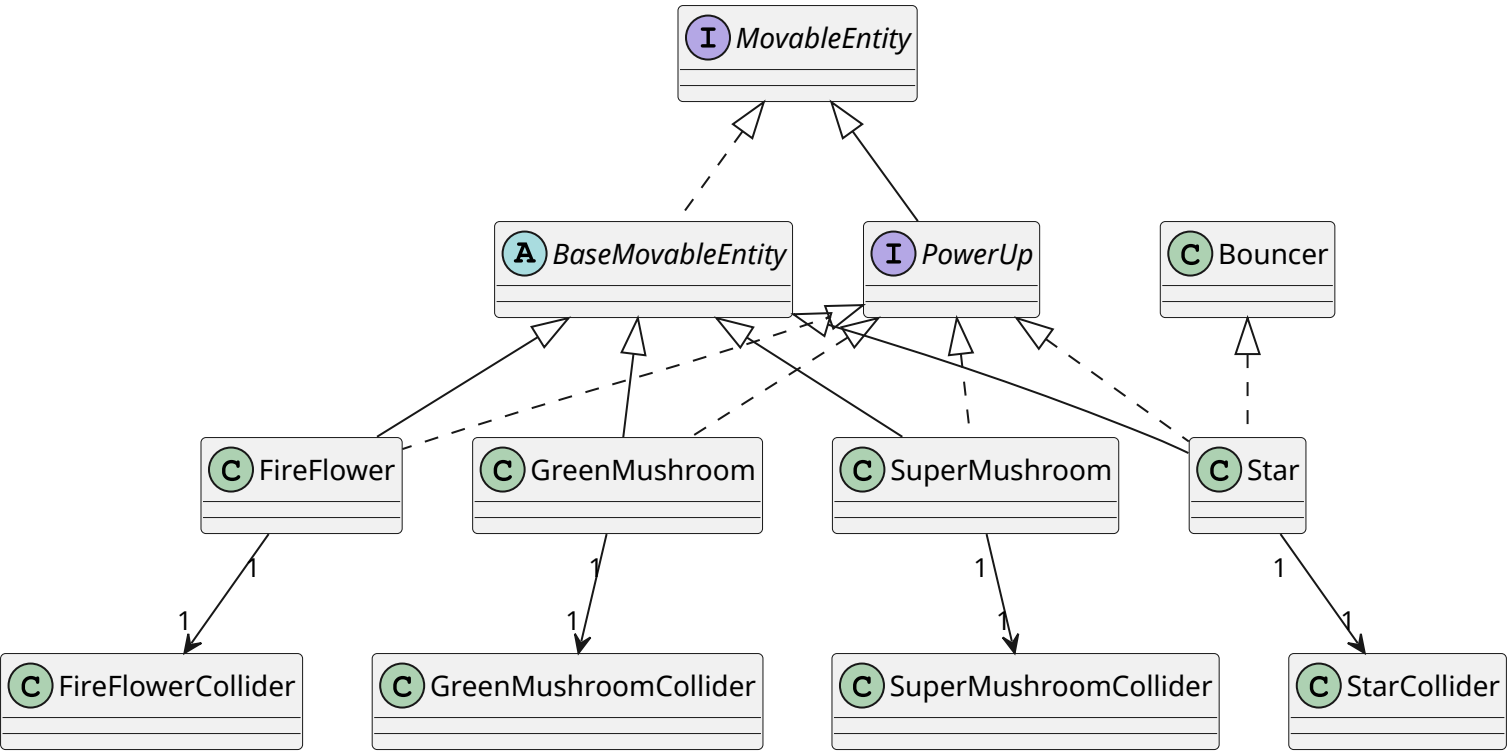 I MovableEntity
A BaseMovableEntity
I PowerUp
C Bouncer
C FireFlower
C GreenMushroom
C SuperMushroom
C Star
1 1 1 1
1 1 1 1
C FireFlowerCollider
C GreenMushroomCollider
C SuperMushroomCollider
C StarCollider